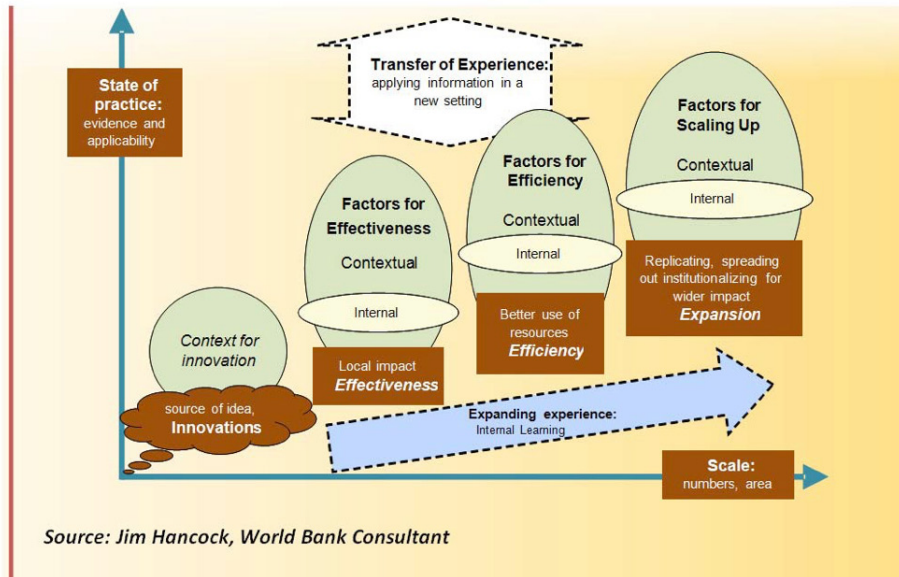 State of
practice:
evidence and
applicability
Transfer of Experience:
applying information in a
new setting
Factors for
Scaling Up
Contextual
Internal
Replicating, spreading
out institutionalizing for
wider impact
Expansion
Factors for
Efficiency
Contextual
Internal
Better use of
resources
Efficiency
Factors for
Effectiveness
Contextual
Internal
Local impact
Effectiveness
Context for
innovation
source of idea,
Innovations
Expanding experience:
Internal Learning
Scale:
numbers, area
Source: Jim Hancock, World Bank Consultant